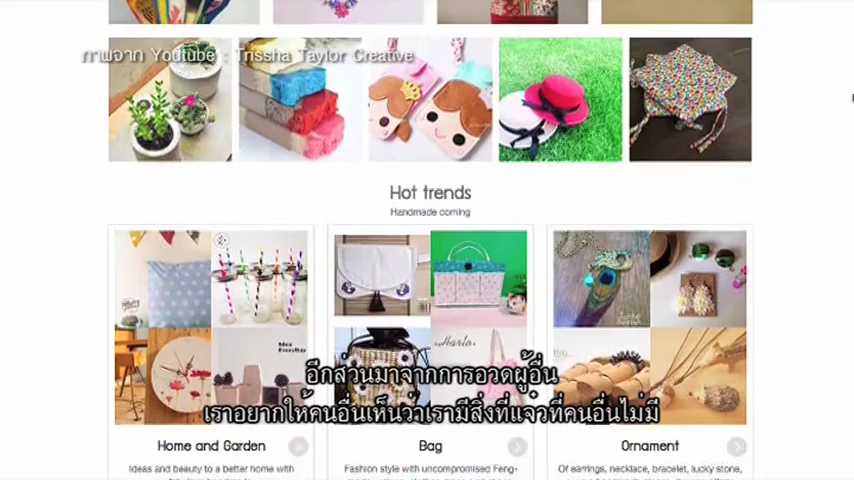 ภาพจาก Youtube : Trissha Taylor Creative
Hot trends
Handmade coming
อีกส่วนมาจากการอวดผู้อื่น
เราอยากให้คนอื่นเห็นว่าเรามีสิ่งที่แจ๋วที่คนอื่นไม่มี
Home and Garden
Bag
Ornament
Ideas and beauty to a better home with
Fashion style with uncompromised Feng-
Of earrings, necklace, bracelet, lucky stone,